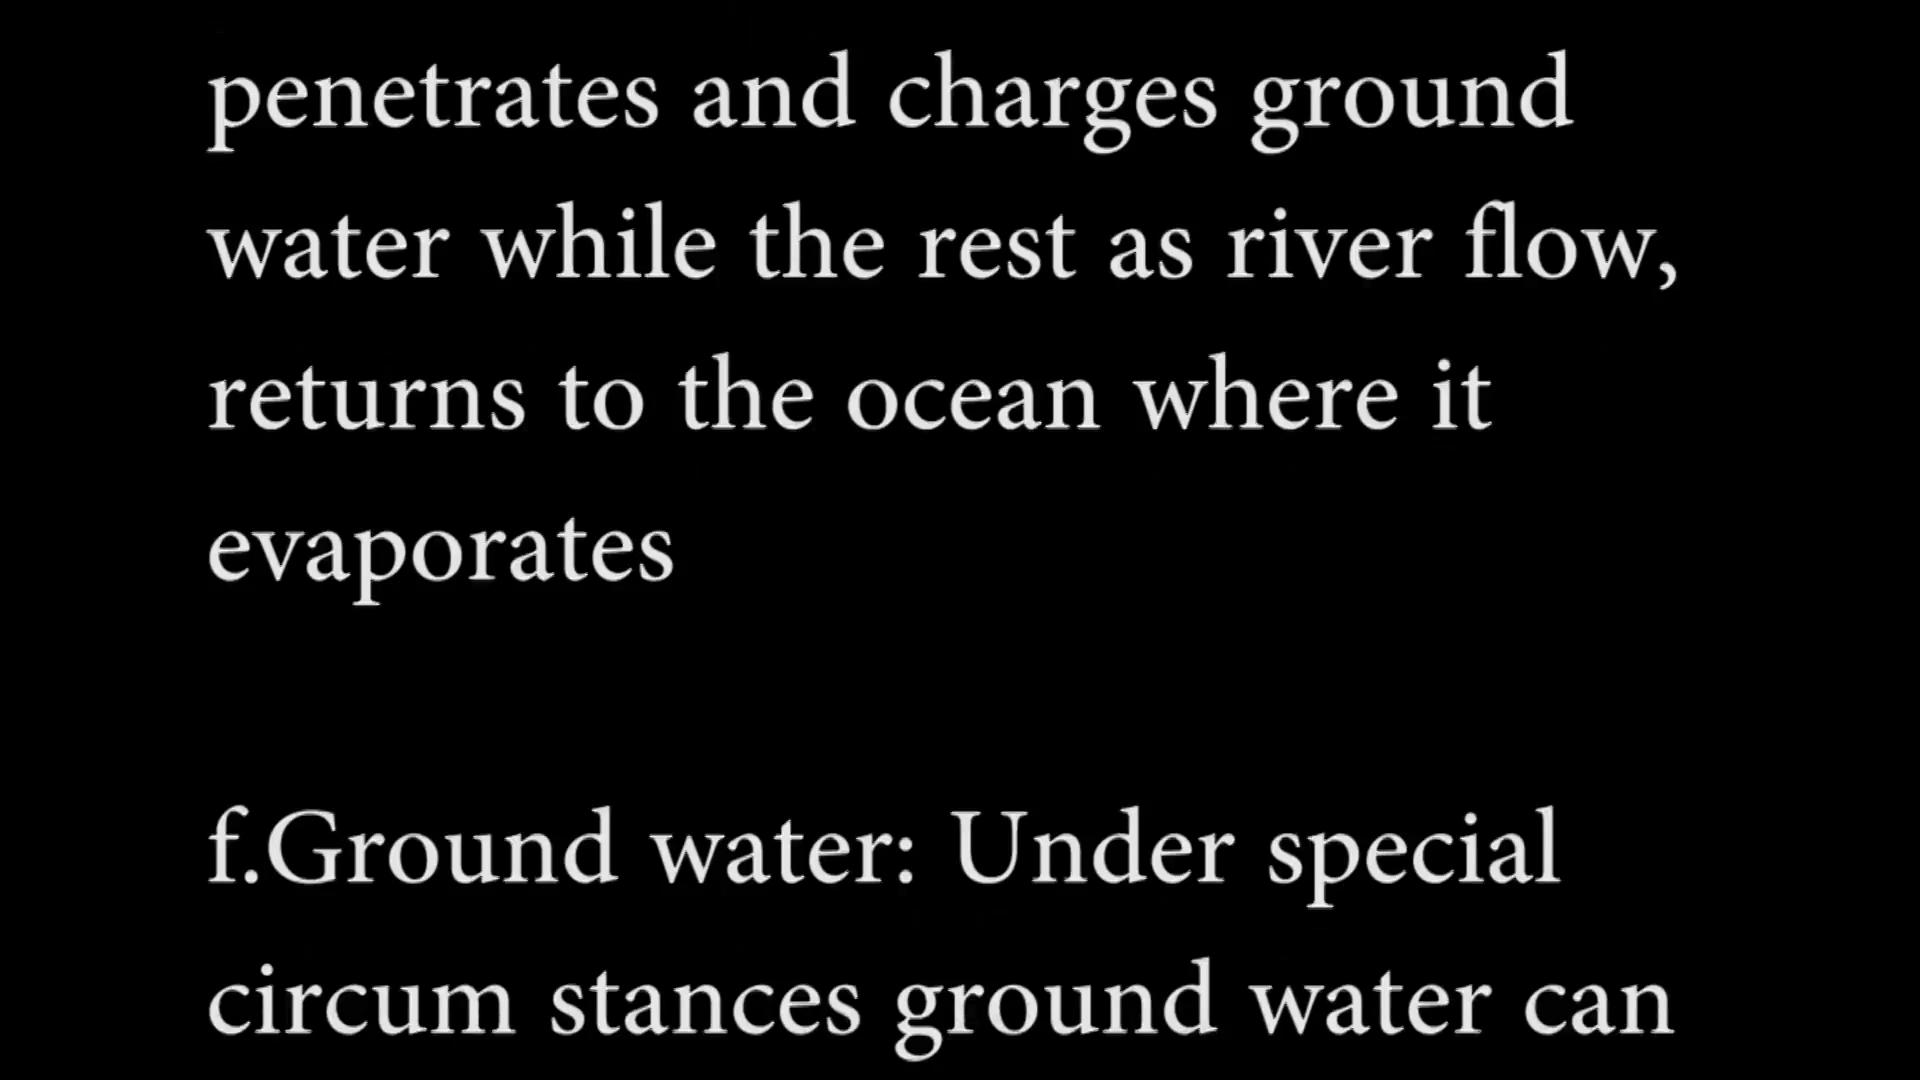 penetrates and charges ground
water while the rest as river flow,
returns to the ocean where it
evaporates
f.Ground water: Under special
circum stances ground water can